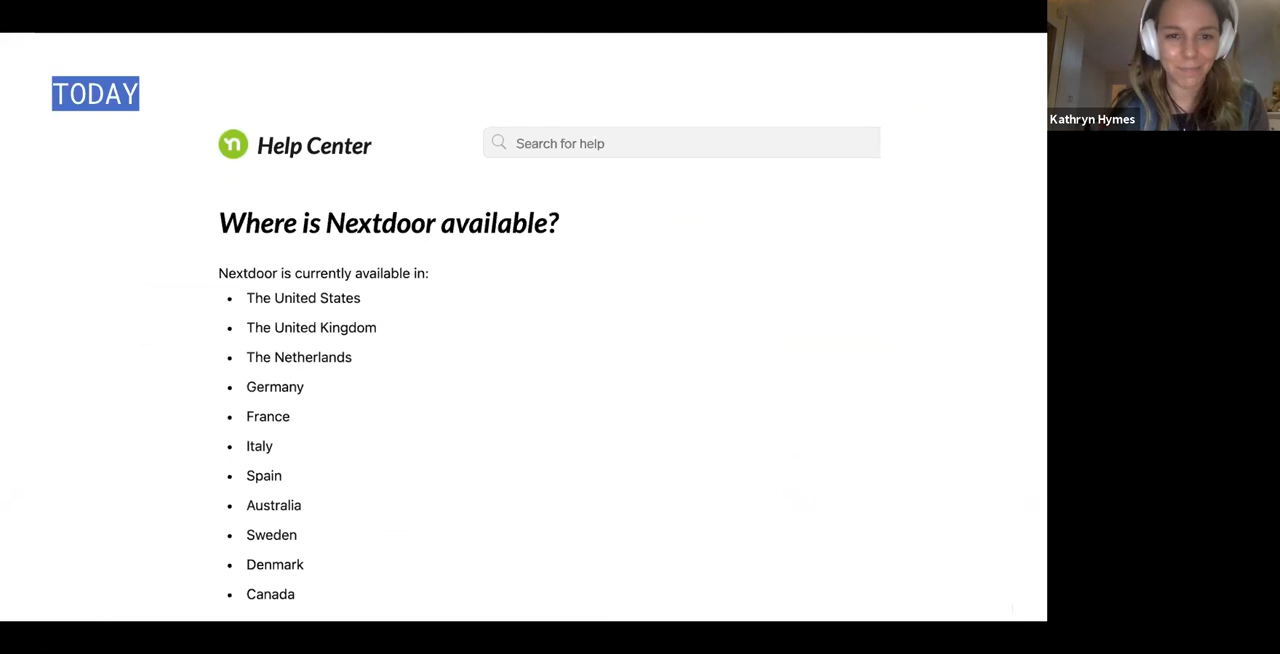 TODAY
Help Center
Search for help
Kathryn Hymes
Where is Nextdoor available?
Nextdoor is currently available in:
• The United States
• The United Kingdom
• The Netherlands
• Germany
• France
• Italy
• Spain
• Australia
• Sweden
• Denmark
• Canada